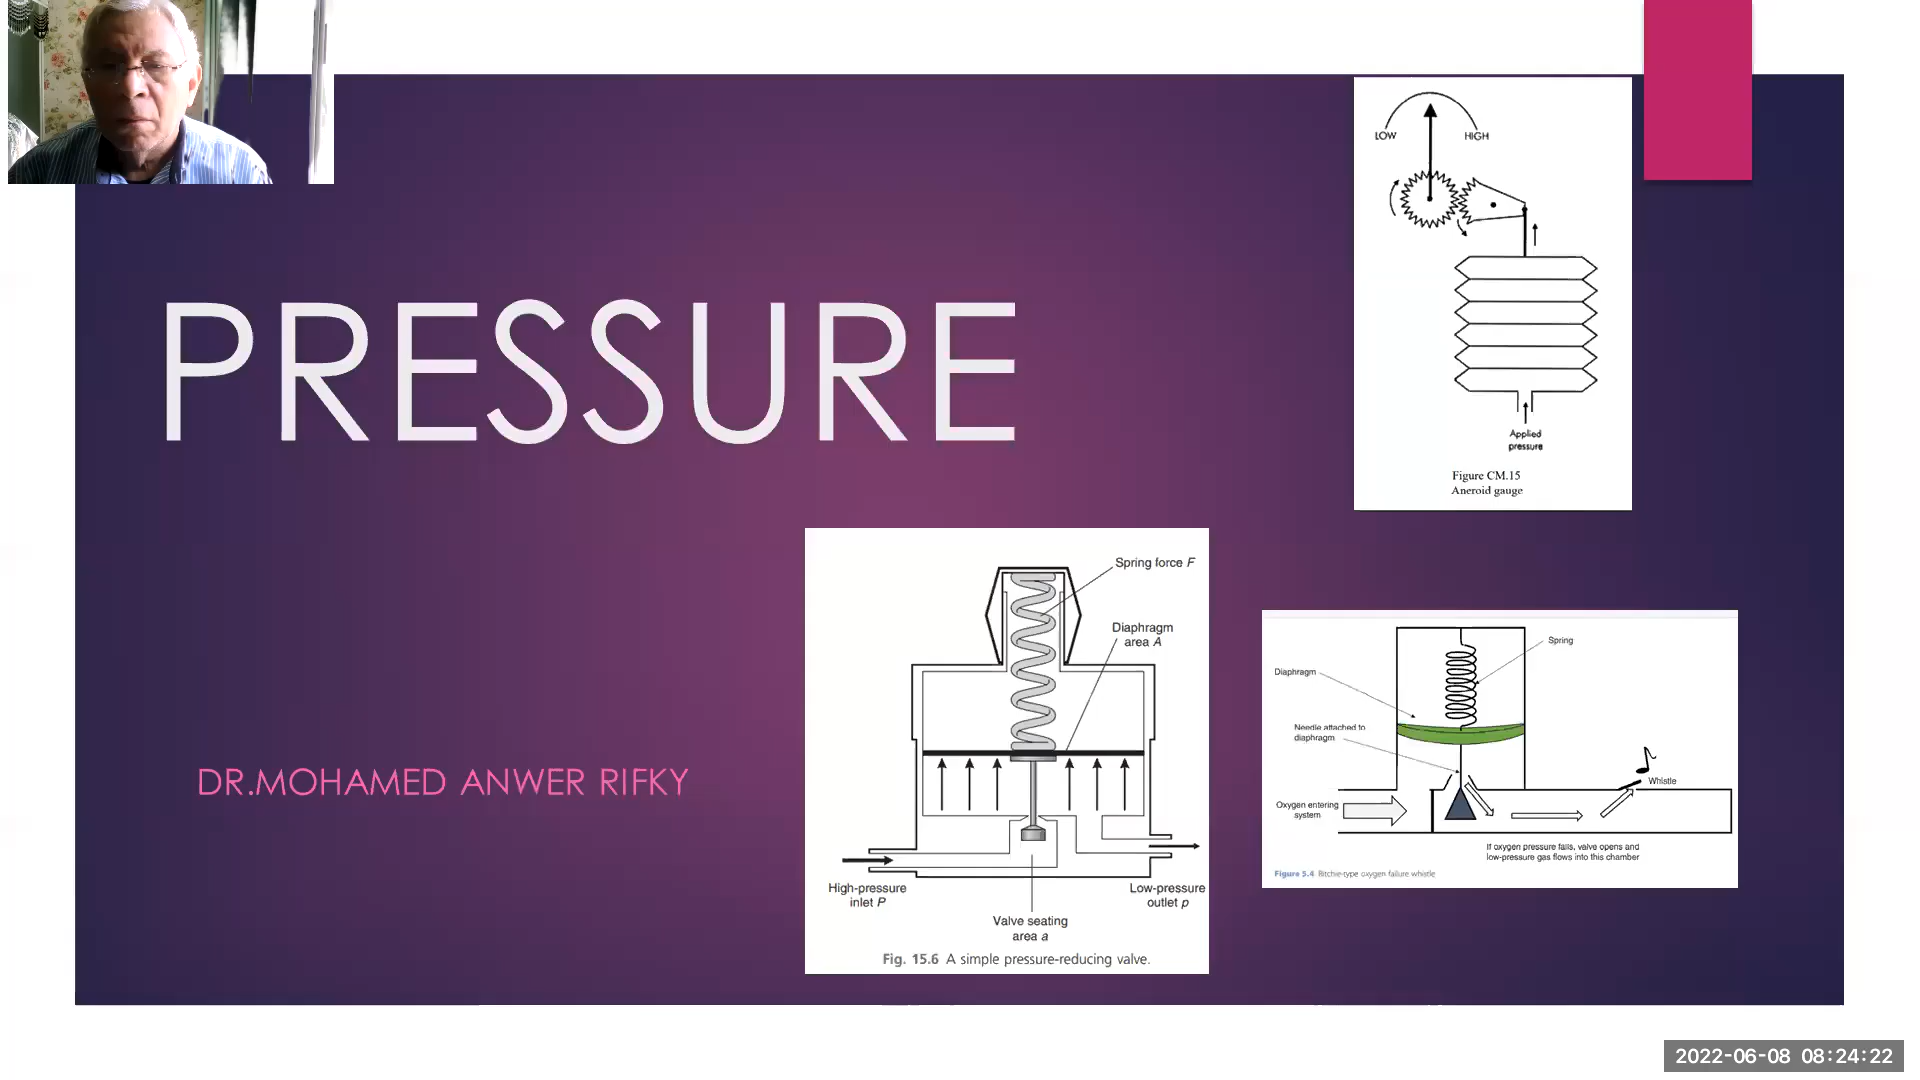 PRESSURE
DR.MOHAMED ANWER RIFKY
LOW
HIGH
Applied
pressure
Figure CM.15
Aneroid gauge
Spring force F
Diaphragm
area A
High-pressure
inlet P
Low-pressure
outlet p
Valve seating
area a
Fig. 15.6 A simple pressure-reducing valve.
Spring
Diaphragm
Needle attached to
diaphragm
Whistle
Oxygen entering
system
If oxygen pressure fails, valve opens and
low-pressure gas flows into this chamber
Figure 5.4 Ritchie-type oxygen failure whistle
2022-06-08 08:24:22